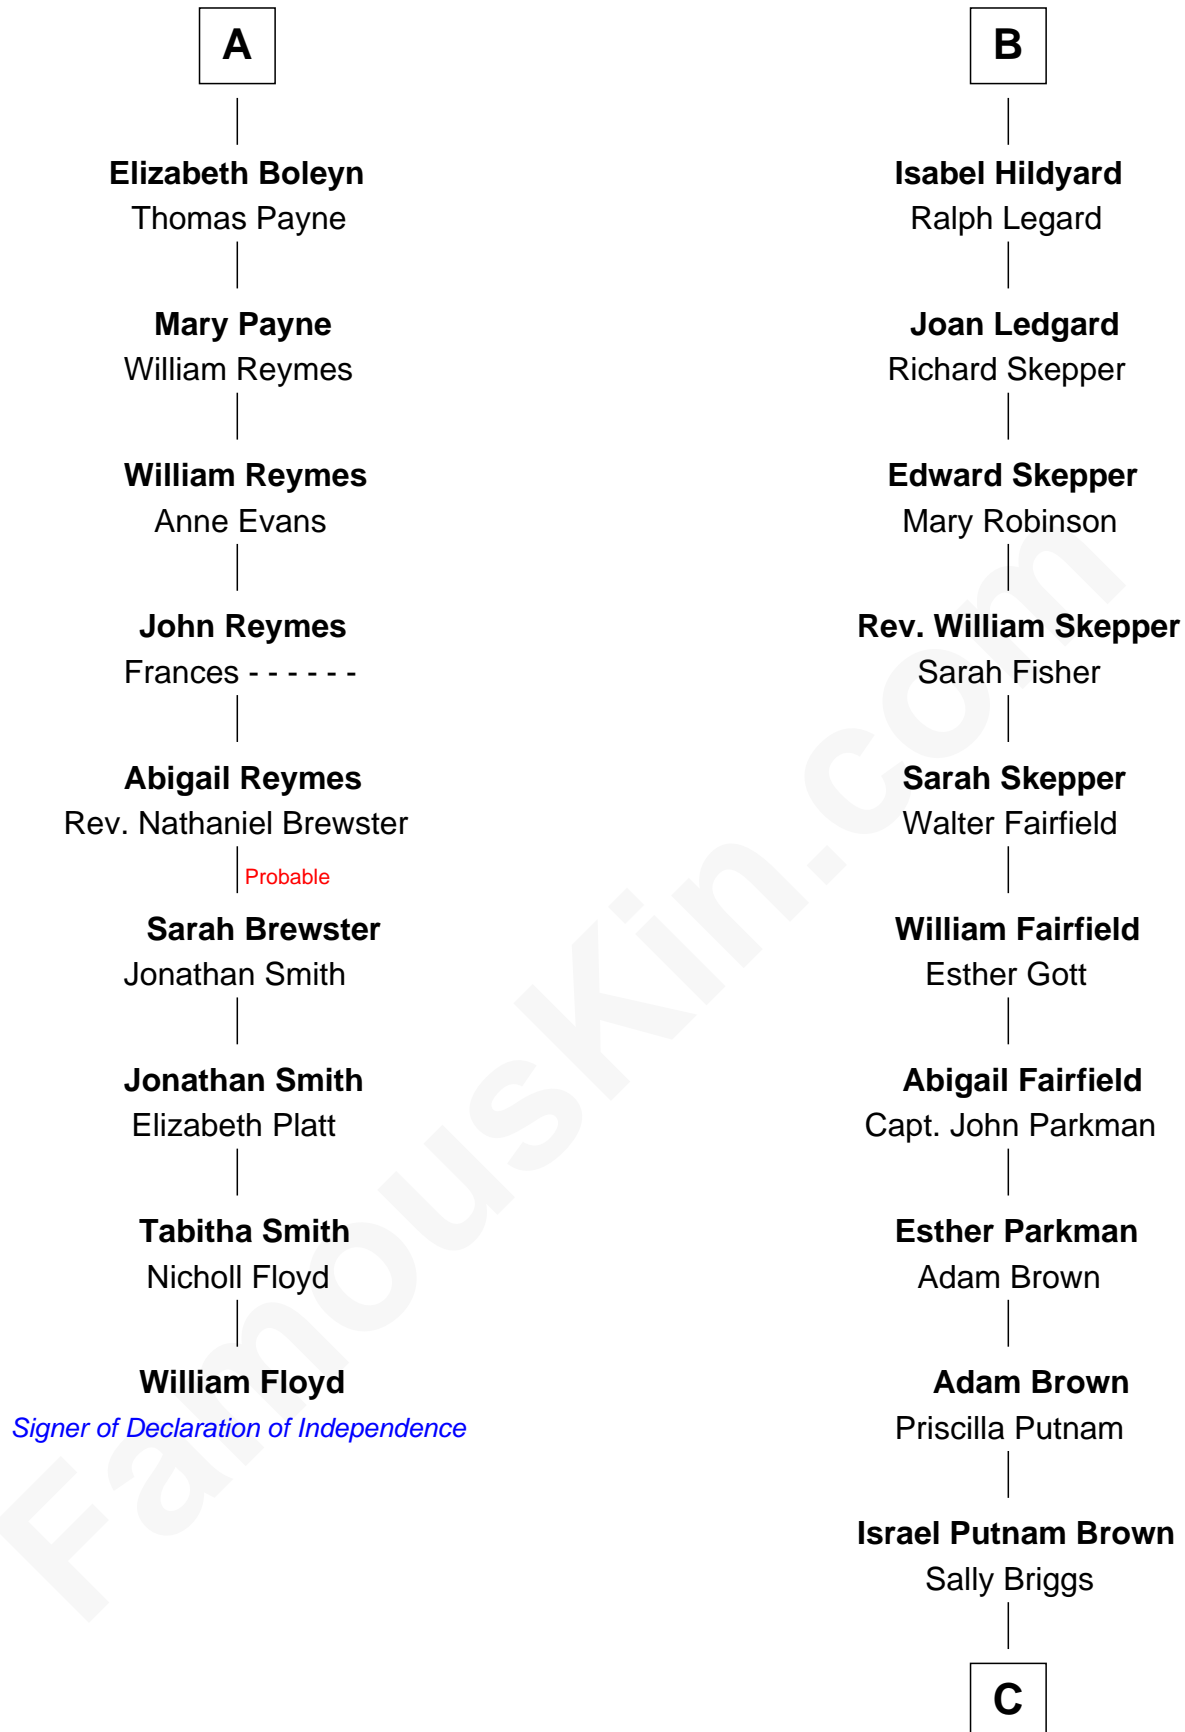 A
Elizabeth Boleyn
Thomas Payne
Mary Payne
William Reymes
William Reymes
Anne Evans
John Reymes
Frances - - - - - -
Abigail Reymes
Rev. Nathaniel Brewster
Probable
Sarah Brewster
Jonathan Smith
Jonathan Smith
Elizabeth Platt
Tabitha Smith
Nicholl Floyd
William Floyd
Signer of Declaration of Independence
B
Isabel Hildyard
Ralph Legard
Joan Ledgard
Richard Skepper
Edward Skepper
Mary Robinson
Rev. William Skepper
Sarah Fisher
Sarah Skepper
Walter Fairfield
William Fairfield
Esther Gott
Abigail Fairfield
Capt. John Parkman
Esther Parkman
Adam Brown
Adam Brown
Priscilla Putnam
Israel Putnam Brown
Sally Briggs
C
FamousKin.com